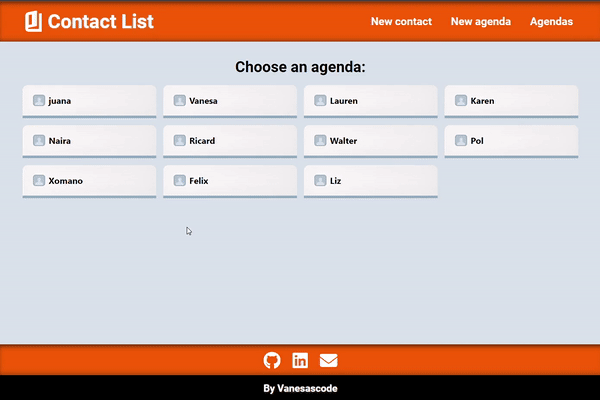 Contact List
New contact New agenda Agendas
Choose an agenda:
juana Vanesa Lauren Karen
Naira Ricard Walter Pol
Xomano Felix Liz
By Vanesascode